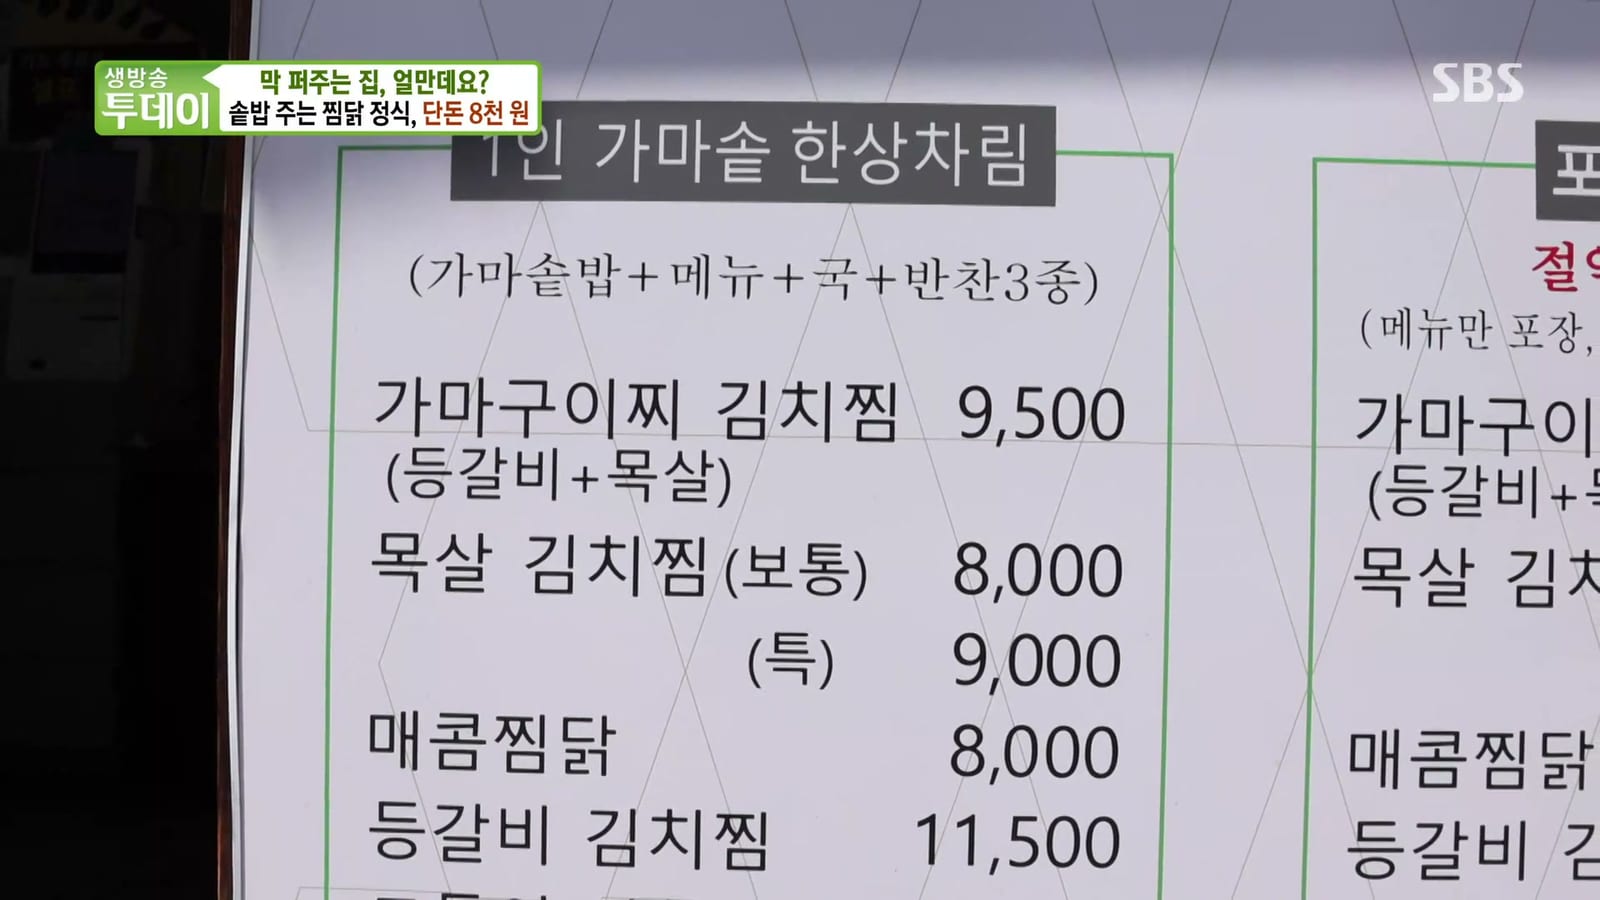 생방송
투데이
막 퍼주는 집, 얼만데요?
솥밥 주는 찜닭 정식, 단돈 8천 원
SBS
1인 가마솥 한상차림
(가마솥밥+메뉴+국+반찬3종)
가마구이찌 김치찜 9,500
(등갈비+목살)
목살 김치찜(보통) 8,000
(특) 9,000
매콤찜닭 8,000
등갈비 김치찜 11,500
(메뉴만 포장,
가마구이
(등갈비+
목살 김
매콤찜닭
등갈비